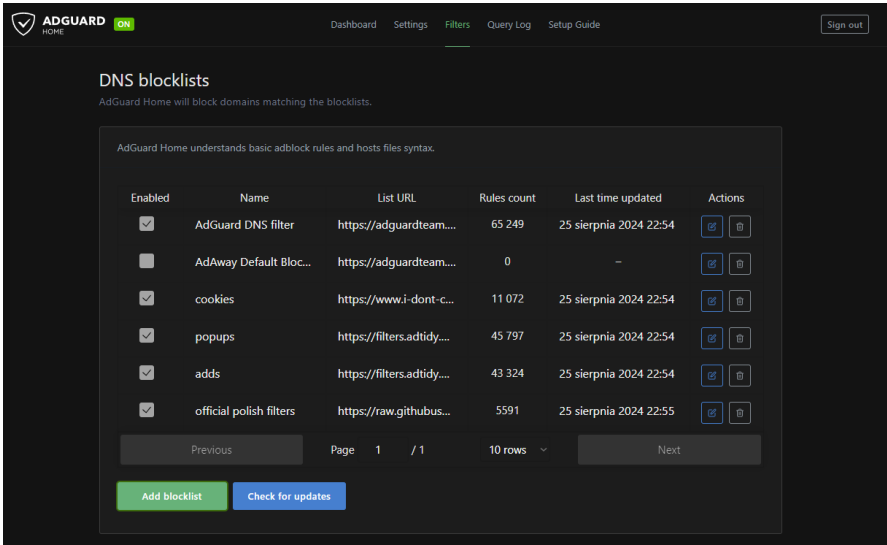 ADGUARD
HOME
ON
Dashboard Settings Filters Query Log Setup Guide
Sign out
DNS blocklists
AdGuard Home will block domains matching the blocklists.
AdGuard Home understands basic adblock rules and hosts files syntax.
Enabled Name List URL Rules count Last time updated Actions
AdGuard DNS filter https://adguardteam.... 65 249 25 sierpnia 2024 22:54
AdAway Default Bloc... https://adguardteam.... 0 –
cookies https://www.i-dont-c... 11 072 25 sierpnia 2024 22:54
popups https://filters.adtidy.... 45 797 25 sierpnia 2024 22:54
adds https://filters.adtidy.... 43 324 25 sierpnia 2024 22:54
official polish filters https://raw.githubus... 5591 25 sierpnia 2024 22:55
Previous Page 1 / 1 10 rows Next
Add blocklist Check for updates